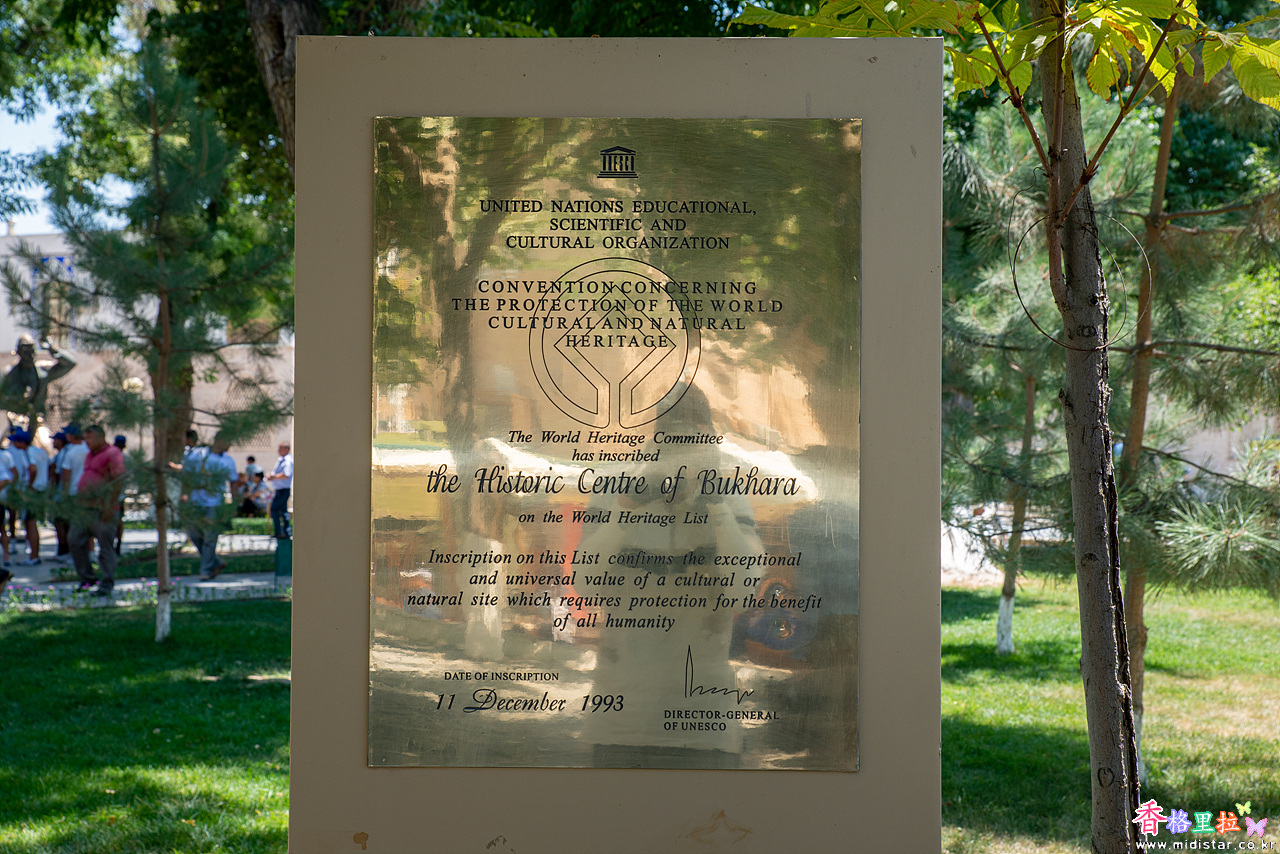 UNESCO
UNITED NATIONS EDUCATIONAL,
SCIENTIFIC AND
CULTURAL ORGANIZATION
CONVENTION CONCERNING
THE PROTECTION OF THE WORLD
CULTURAL AND NATURAL
HERITAGE
The World Heritage Committee
has inscribed
the Historic Centre of Bukhara
on the World Heritage List
Inscription on this List confirms the exceptional
and universal value of a cultural or
natural site which requires protection for the benefit
of all humanity
DATE OF INSCRIPTION
11 December 1993
DIRECTOR-GENERAL
OF UNESCO
香格里拉
www.midistar.co.kr